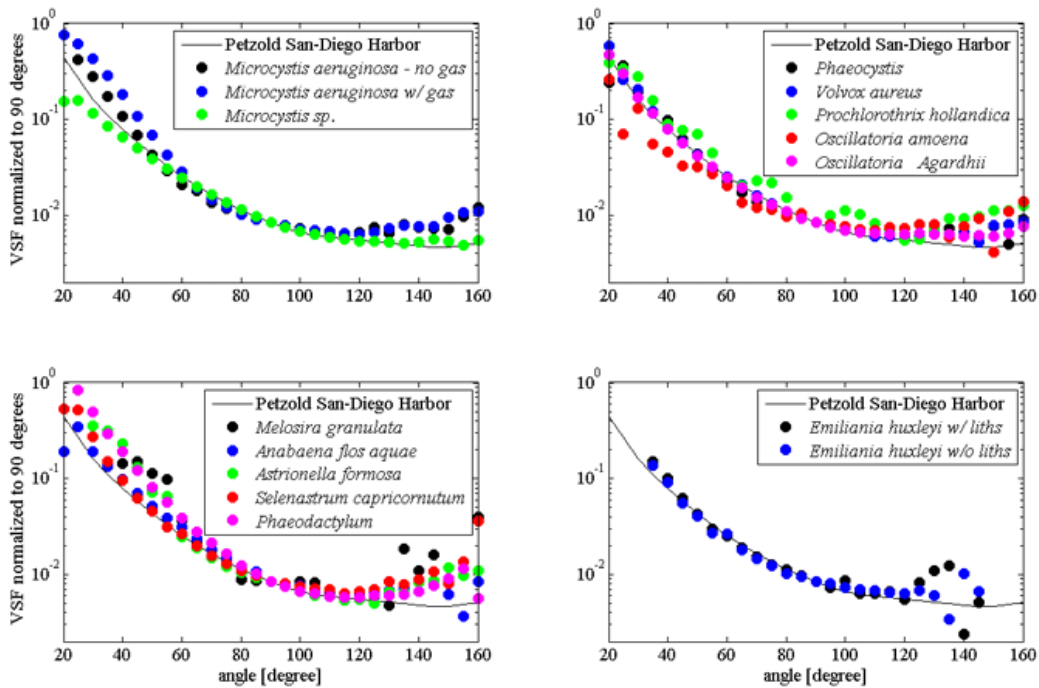 VSF normalized to 90 degrees
10^0
10^-1
10^-2
Petzold San-Diego Harbor
Microcystis aeruginosa - no gas
Microcystis aeruginosa w/ gas
Microcystis sp.
20 40 60 80 100 120 140 160
10^0
10^-1
10^-2
Petzold San-Diego Harbor
Phaeocystis
Volvox aureus
Prochlorothrix hollandica
Oscillatoria amoena
Oscillatoria Agardhii
20 40 60 80 100 120 140 160
VSF normalized to 90 degrees
10^0
10^-1
10^-2
Petzold San-Diego Harbor
Melosira granulata
Anabaena flos aquae
Astrionella formosa
Selenastrum capricornutum
Phaeodactylum
20 40 60 80 100 120 140 160
angle [degree]
10^0
10^-1
10^-2
Petzold San-Diego Harbor
Emiliania huxleyi w/ liths
Emiliania huxleyi w/o liths
20 40 60 80 100 120 140 160
angle [degree]